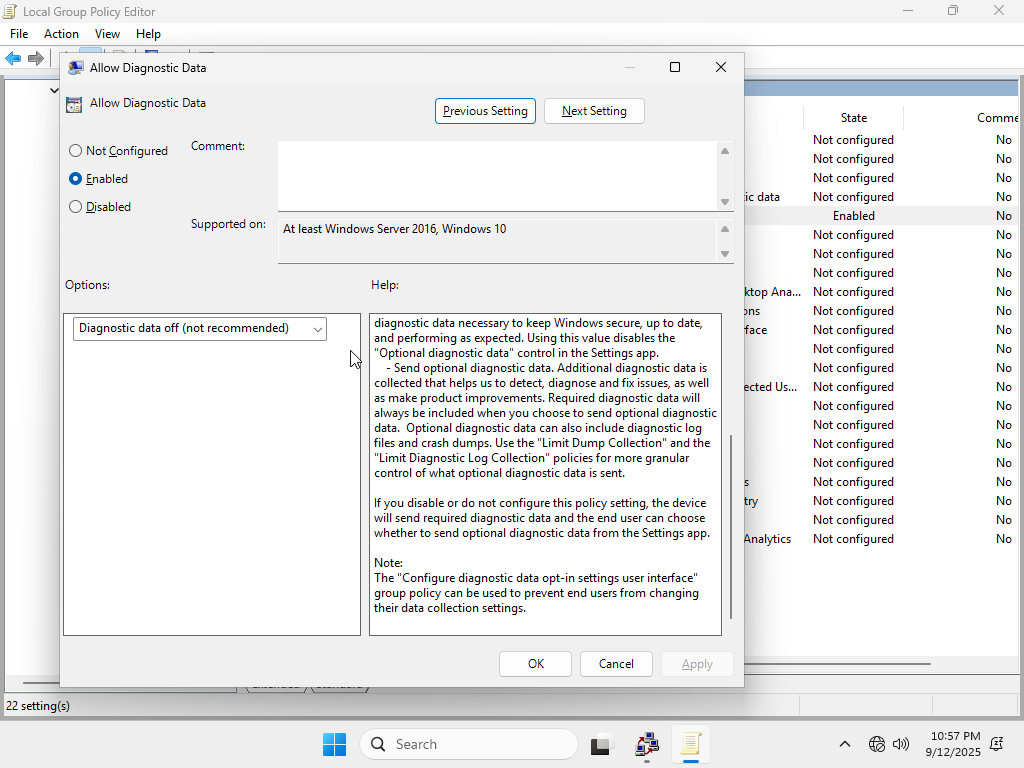 Local Group Policy Editor
File Action View Help
Allow Diagnostic Data
Allow Diagnostic Data
Previous Setting
Next Setting
Not Configured
Enabled
Disabled
Comment:
Supported on:
At least Windows Server 2016, Windows 10
Options:
Help:
Diagnostic data off (not recommended)
diagnostic data necessary to keep Windows secure, up to date,
and performing as expected. Using this value disables the
"Optional diagnostic data" control in the Settings app.
- Send optional diagnostic data. Additional diagnostic data is
collected that helps us to detect, diagnose and fix issues, as well
as make product improvements. Required diagnostic data will
always be included when you choose to send optional diagnostic
data. Optional diagnostic data can also include diagnostic log
files and crash dumps. Use the "Limit Dump Collection" and the
"Limit Diagnostic Log Collection" policies for more granular
control of what optional diagnostic data is sent.
If you disable or do not configure this policy setting, the device
will send required diagnostic data and the end user can choose
whether to send optional diagnostic data from the Settings app.
Note:
The "Configure diagnostic data opt-in settings user interface"
group policy can be used to prevent end users from changing
their data collection settings.
OK
Cancel
Apply
State Comme
Not configured No
Not configured No
Not configured No
ic data Not configured No
Enabled No
Not configured No
Not configured No
Not configured No
ktop Ana... Not configured No
ons Not configured No
face Not configured No
Not configured No
Not configured No
ected Us... Not configured No
Not configured No
Not configured No
Not configured No
Not configured No
s Not configured No
try Not configured No
Not configured No
Analytics Not configured No
22 setting(s)
Search
10:57 PM
9/12/2025